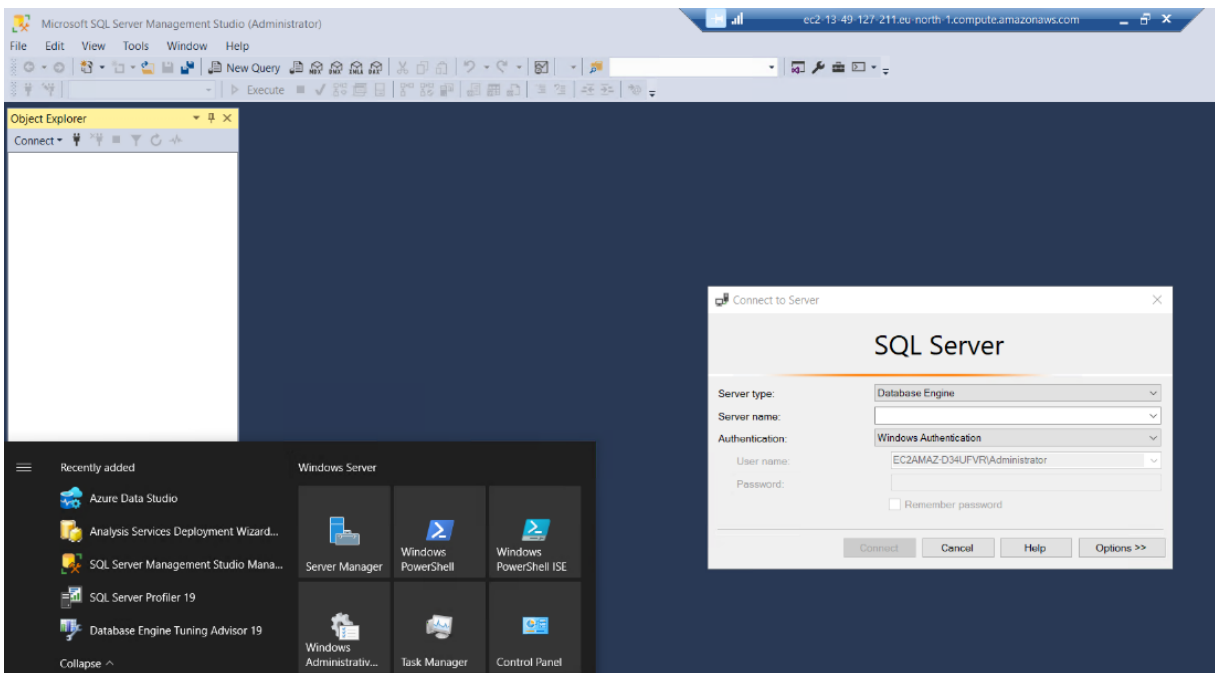 Microsoft SQL Server Management Studio (Administrator)
ec2-13-49-127-211.eu-north-1.compute.amazonaws.com
File Edit View Tools Window Help
New Query MDX DMX XMLA DAX
Execute
Object Explorer
Connect
Connect to Server
SQL Server
Server type: Database Engine
Server name:
Authentication: Windows Authentication
User name: EC2AMAZ-D34UFVR\Administrator
Password:
Remember password
Connect Cancel Help Options >>
Recently added
Azure Data Studio
Analysis Services Deployment Wizard...
SQL Server Management Studio Mana...
SQL Server Profiler 19
Database Engine Tuning Advisor 19
Collapse
Windows Server
Server Manager
Windows
PowerShell
Windows
PowerShell ISE
Windows
Administrativ...
Task Manager
Control Panel